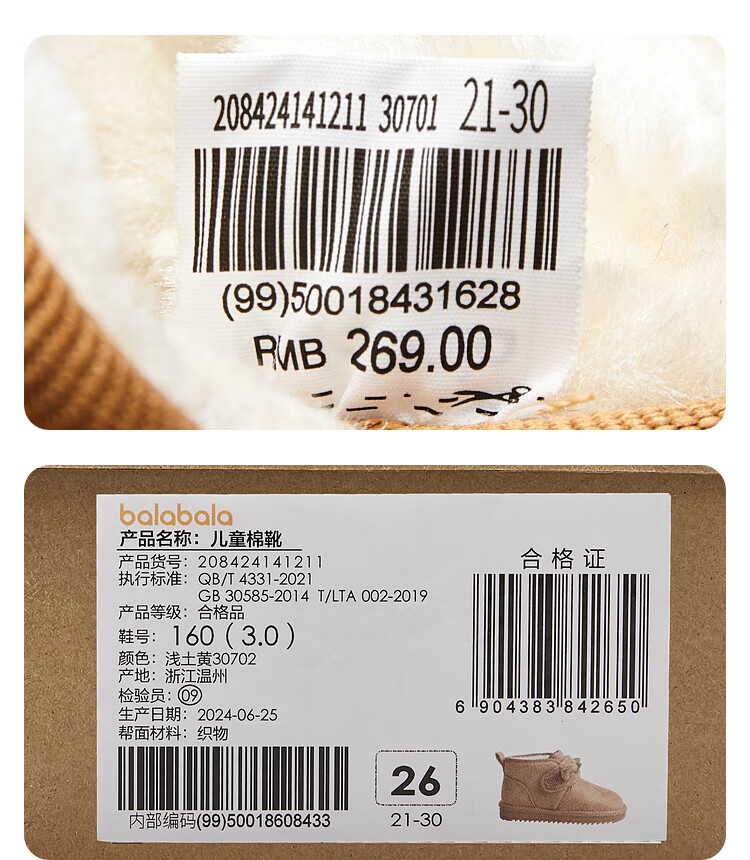 208424141211 30701 21-30
(99)50018431628
RMB 269.00
balabala
产品名称: 儿童棉靴
产品货号: 208424141211
执行标准: QB/T 4331-2021
GB 30585-2014 T/LTA 002-2019
产品等级: 合格品
鞋号: 160 ( 3.0 )
颜色: 浅土黄30702
产地: 浙江温州
检验员: 09
生产日期: 2024-06-25
帮面材料: 织物
内部编码(99)50018608433
合格证
6 904383 842650
26
21-30